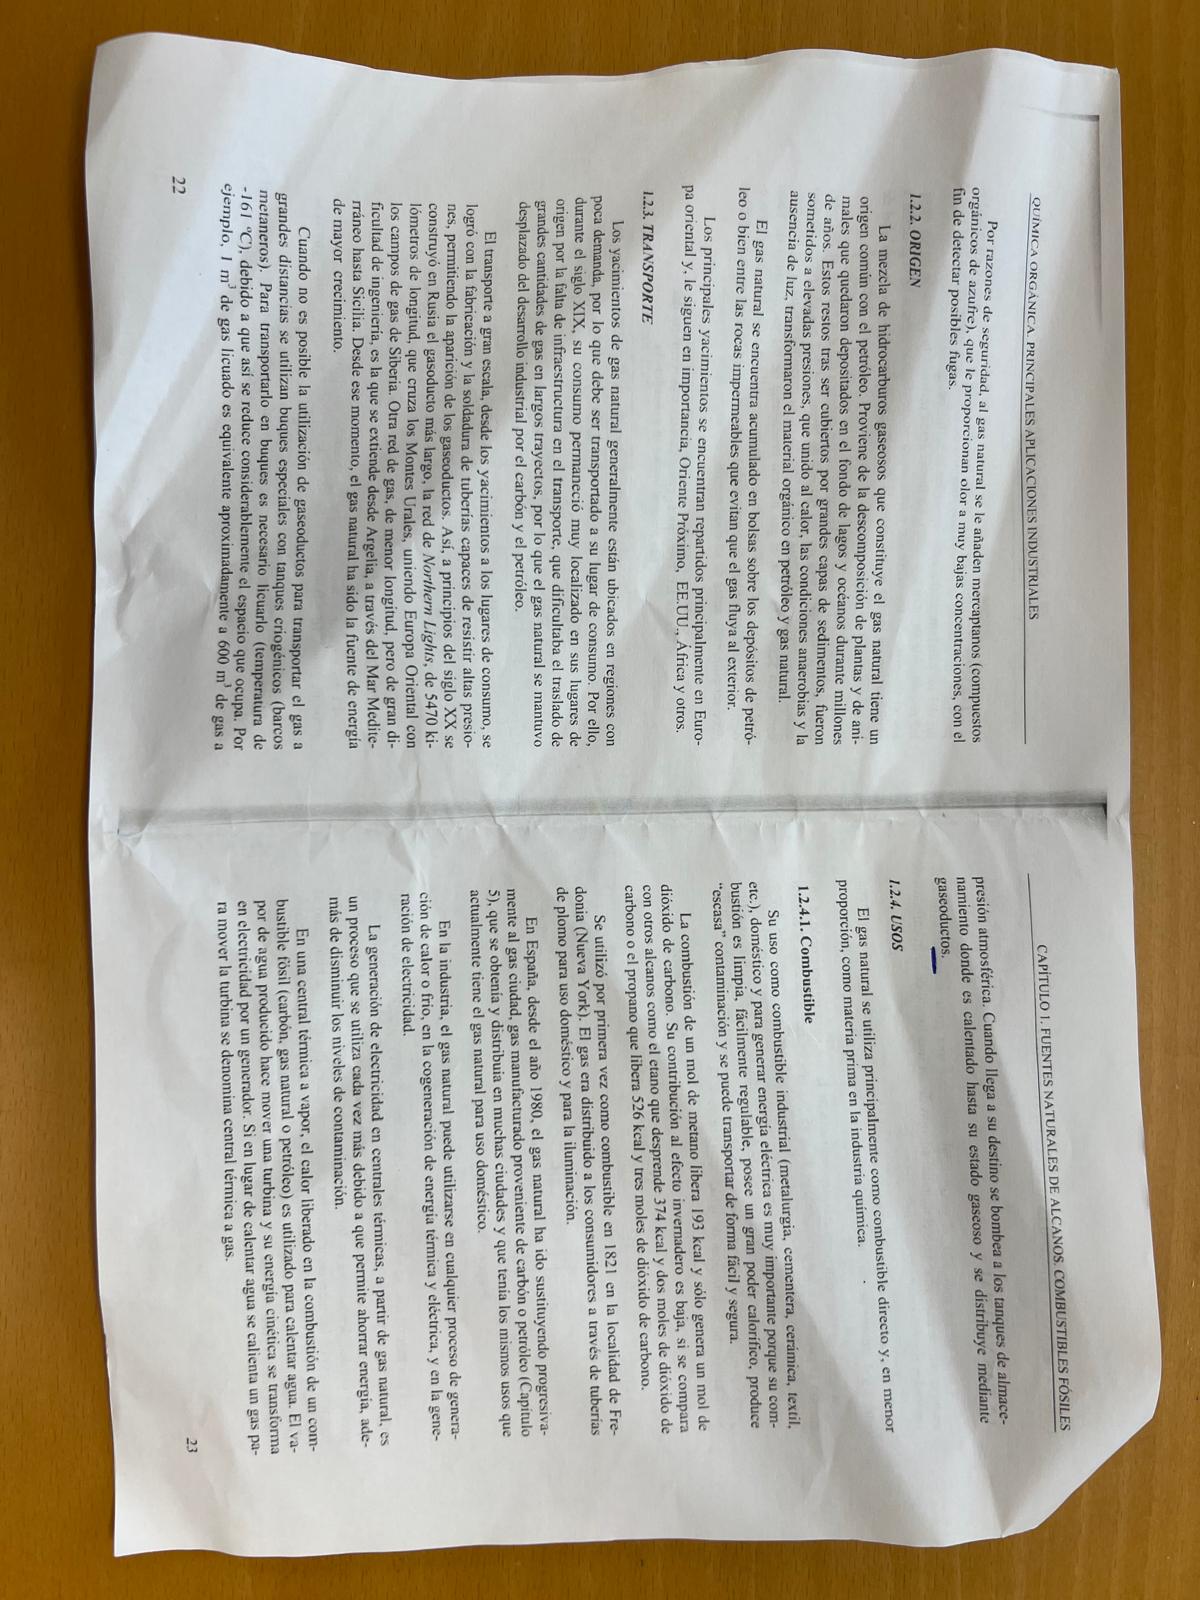 QUÍMICA ORGÁNICA. PRINCIPALES APLICACIONES INDUSTRIALES
Por razones de seguridad, al gas natural se le añaden mercaptanos (compuestos
orgánicos de azufre), que le proporcionan olor a muy bajas concentraciones, con el
fin de detectar posibles fugas.
1.2.2. ORIGEN
La mezcla de hidrocarburos gaseosos que constituye el gas natural tiene un
origen común con el petróleo. Proviene de la descomposición de plantas y de ani-
males que quedaron depositados en el fondo de lagos y océanos durante millones
de años. Estos restos tras ser cubiertos por grandes capas de sedimentos, fueron
sometidos a elevadas presiones, que unido al calor, las condiciones anaerobias y la
ausencia de luz, transformaron el material orgánico en petróleo y gas natural.
El gas natural se encuentra acumulado en bolsas sobre los depósitos de petró-
leo o bien entre las rocas impermeables que evitan que el gas fluya al exterior.
Los principales yacimientos se encuentran repartidos principalmente en Euro-
pa oriental y, le siguen en importancia, Oriente Próximo, EE.UU., África y otros.
1.2.3. TRANSPORTE
Los yacimientos de gas natural generalmente están ubicados en regiones con
poca demanda, por lo que debe ser transportado a su lugar de consumo. Por ello,
durante el siglo XIX, su consumo permaneció muy localizado en sus lugares de
origen por la falta de infraestructura en el transporte, que dificultaba el traslado de
grandes cantidades de gas en largos trayectos, por lo que el gas natural se mantuvo
desplazado del desarrollo industrial por el carbón y el petróleo.
El transporte a gran escala, desde los yacimientos a los lugares de consumo, se
logró con la fabricación y la soldadura de tuberías capaces de resistir altas presio-
nes, permitiendo la aparición de los gaseoductos. Así, a principios del siglo XX se
construyó en Rusia el gasoducto más largo, la red de Northern Lights, de 5470 ki-
lómetros de longitud, que cruza los Montes Urales, uniendo Europa Oriental con
los campos de gas de Siberia. Otra red de gas, de menor longitud, pero de gran di-
ficultad de ingeniería, es la que se extiende desde Argelia, a través del Mar Medite-
rráneo hasta Sicilia. Desde ese momento, el gas natural ha sido la fuente de energía
de mayor crecimiento.
Cuando no es posible la utilización de gaseoductos para transportar el gas a
grandes distancias se utilizan buques especiales con tanques criogénicos (barcos
metaneros). Para transportarlo en buques es necesario licuarlo (temperatura de
-161 ºC), debido a que así se reduce considerablemente el espacio que ocupa. Por
ejemplo, 1 m³ de gas licuado es equivalente aproximadamente a 600 m³ de gas a
22
CAPÍTULO 1. FUENTES NATURALES DE ALCANOS. COMBUSTIBLES FÓSILES
presión atmosférica. Cuando llega a su destino se bombea a los tanques de almace-
namiento donde es calentado hasta su estado gaseoso y se distribuye mediante
gaseoductos.
1.2.4. USOS
El gas natural se utiliza principalmente como combustible directo y, en menor
proporción, como materia prima en la industria química.
1.2.4.1. Combustible
Su uso como combustible industrial (metalurgia, cementera, cerámica, textil,
etc.), doméstico y para generar energía eléctrica es muy importante porque su com-
bustión es limpia, fácilmente regulable, posee un gran poder calorífico, produce
“escasa” contaminación y se puede transportar de forma fácil y segura.
La combustión de un mol de metano libera 193 kcal y sólo genera un mol de
dióxido de carbono. Su contribución al efecto invernadero es baja, si se compara
con otros alcanos como el etano que desprende 374 kcal y dos moles de dióxido de
carbono o el propano que libera 526 kcal y tres moles de dióxido de carbono.
Se utilizó por primera vez como combustible en 1821 en la localidad de Fre-
donia (Nueva York). El gas era distribuido a los consumidores a través de tuberías
de plomo para uso doméstico y para la iluminación.
En España, desde el año 1980, el gas natural ha ido sustituyendo progresiva-
mente al gas ciudad, gas manufacturado proveniente de carbón o petróleo (Capítulo
5), que se obtenía y distribuia en muchas ciudades y que tenía los mismos usos que
actualmente tiene el gas natural para uso doméstico.
En la industria, el gas natural puede utilizarse en cualquier proceso de genera-
ción de calor o frio, en la cogeneración de energía térmica y eléctrica, y en la gene-
ración de electricidad.
La generación de electricidad en centrales térmicas, a partir de gas natural, es
un proceso que se utiliza cada vez más debido a que permite ahorrar energía, ade-
más de disminuir los niveles de contaminación.
En una central térmica a vapor, el calor liberado en la combustión de un com-
bustible fósil (carbón, gas natural o petróleo) es utilizado para calentar agua. El va-
por de agua producido hace mover una turbina y su energía cinética se transforma
en electricidad por un generador. Si en lugar de calentar agua se calienta un gas pa-
ra mover la turbina se denomina central térmica a gas.
23